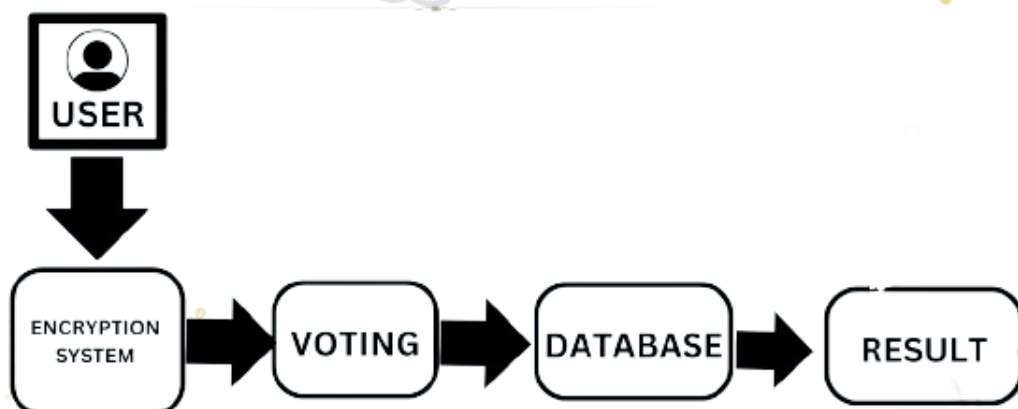 USER
ENCRYPTION
SYSTEM
VOTING
DATABASE
RESULT